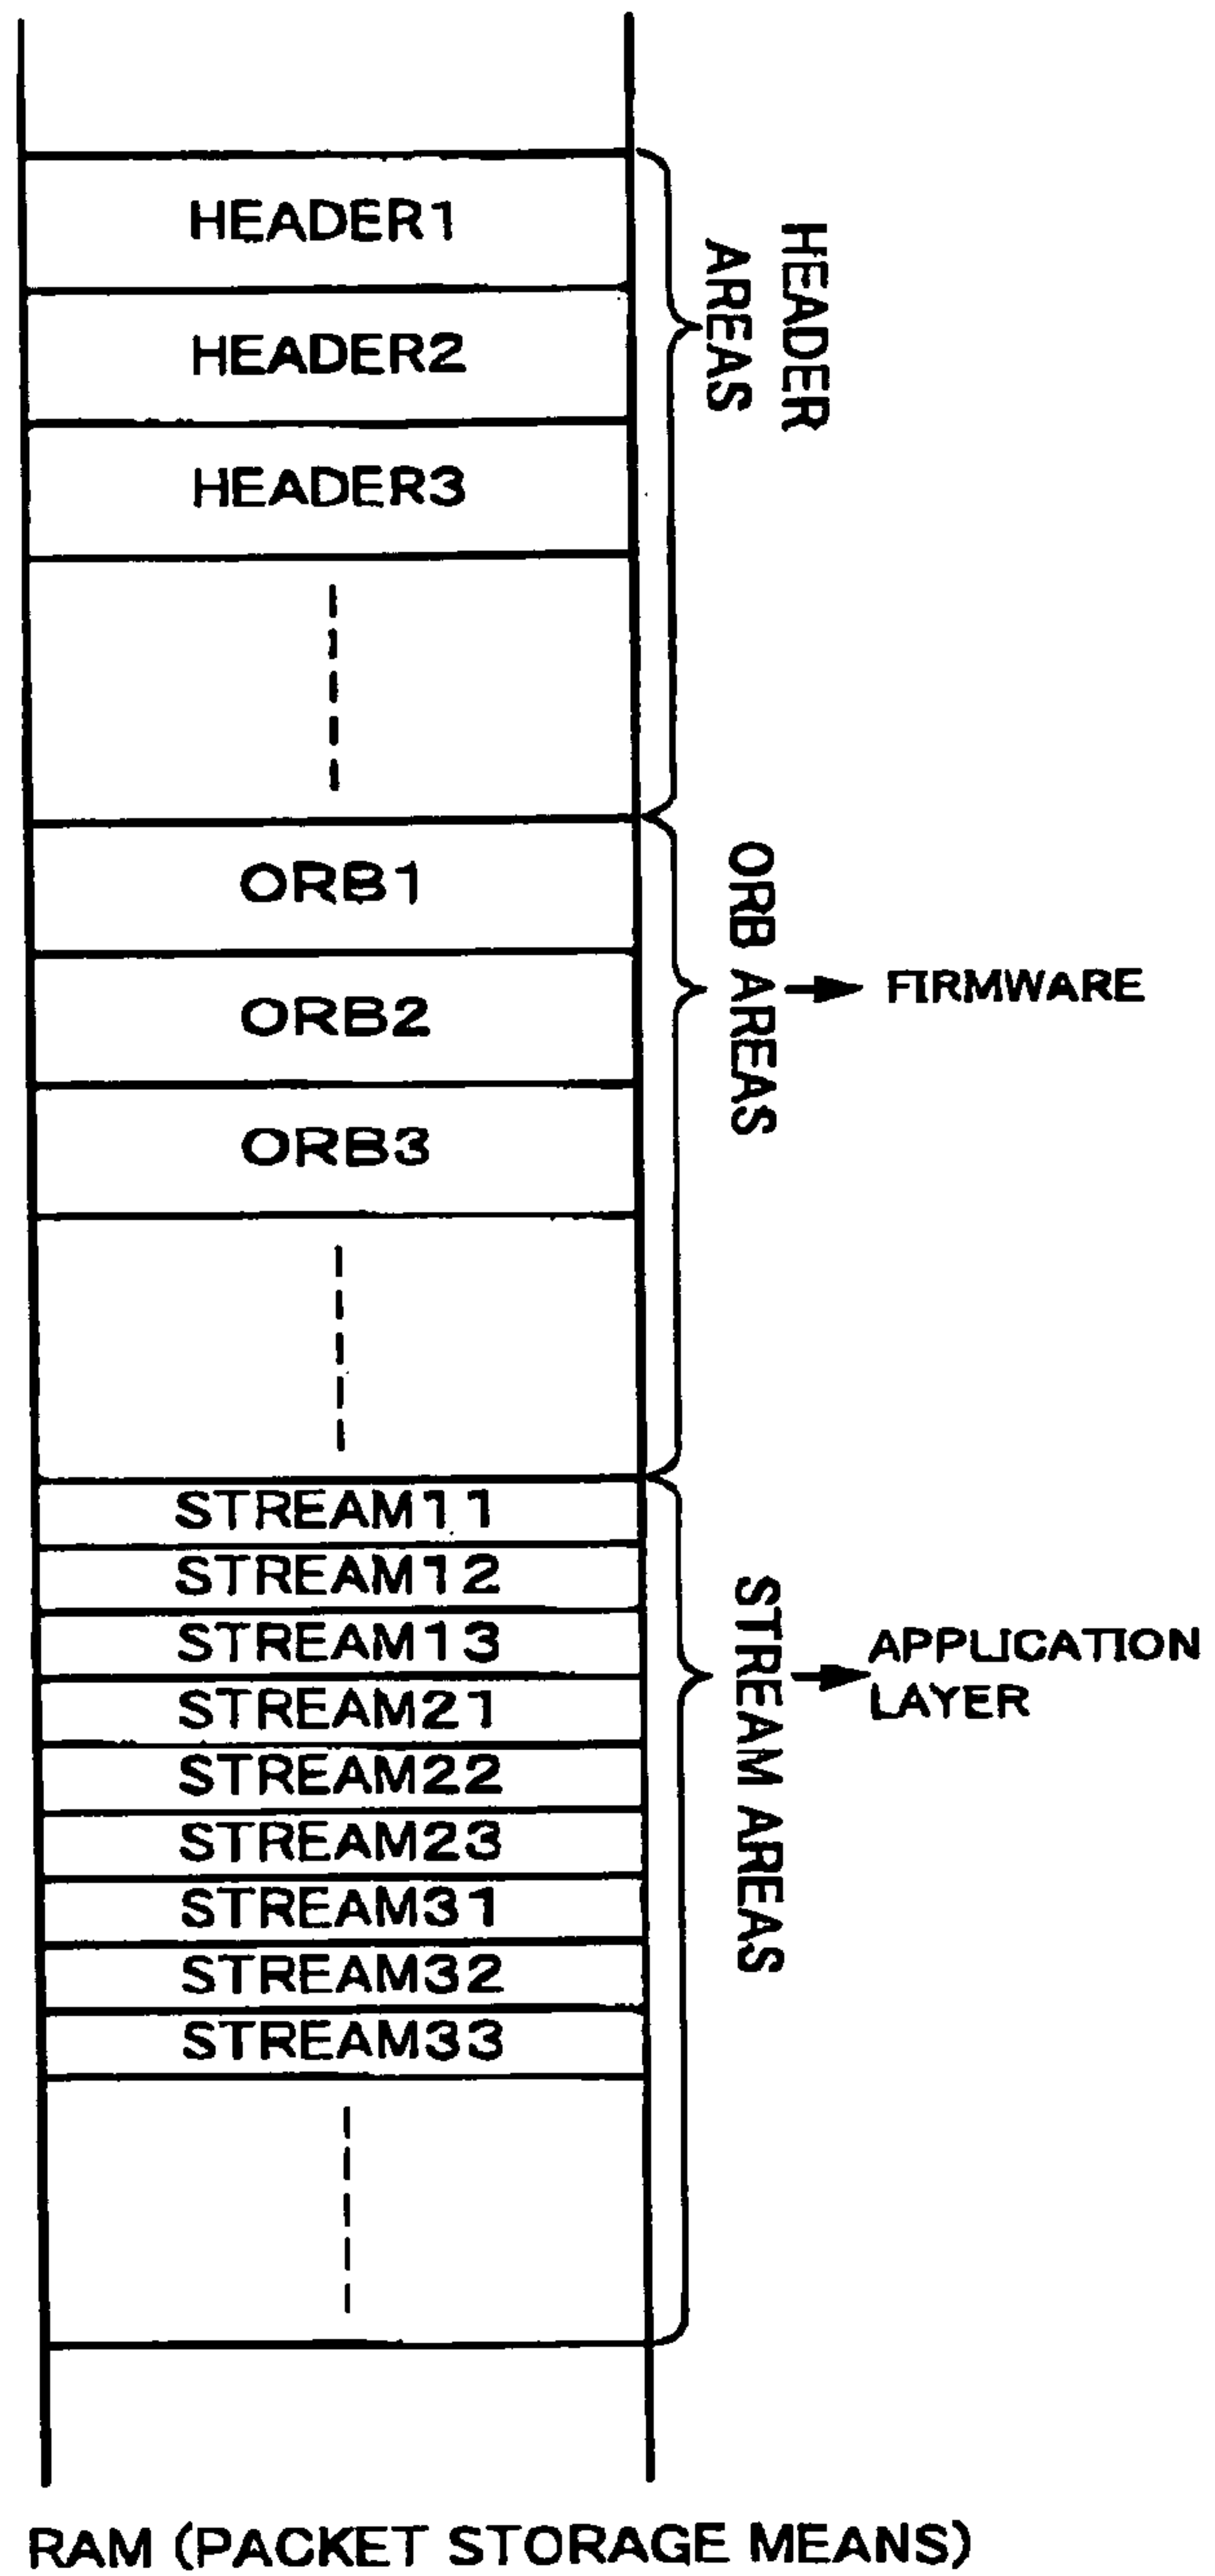 HEADER1
HEADER2
HEADER3
HEADER
AREAS
ORB1
ORB2
ORB3
ORB AREAS
FIRMWARE
STREAM11
STREAM12
STREAM13
STREAM21
STREAM22
STREAM23
STREAM31
STREAM32
STREAM33
STREAM AREAS
APPLICATION
LAYER
RAM (PACKET STORAGE MEANS)